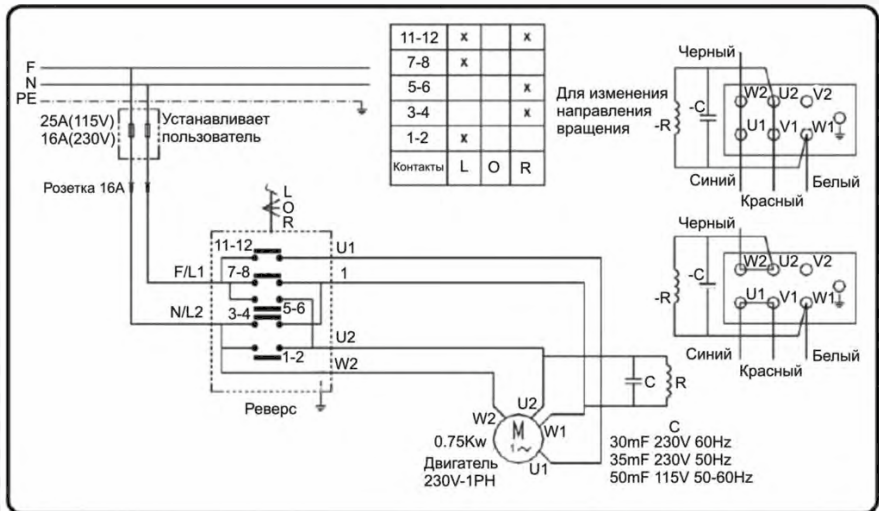 F
N
PE
25A(115V)
16A(230V)
Устанавливает
пользователь
Розетка 16А
11-12 x x
7-8 x
5-6 x
3-4 x
1-2 x
Контакты L O R
Для изменения
направления
вращения
Черный
W2 U2 V2
-C
-R
U1 V1 W1
Синий
Красный
Белый
Черный
W2 U2 V2
-C
-R
U1 V1 W1
Синий
Красный
Белый
L
O
R
11-12
U1
F/L1
7-8
1
5-6
N/L2
3-4
U2
1-2
W2
Реверс
C
R
U2
W2
W1
M
1~
U1
0.75Kw
Двигатель
230V-1PH
C
30mF 230V 60Hz
35mF 230V 50Hz
50mF 115V 50-60Hz